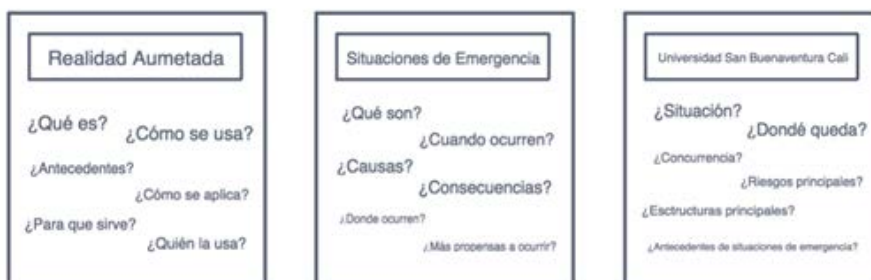 Realidad Aumetada
¿Qué es?
¿Cómo se usa?
¿Antecedentes?
¿Cómo se aplica?
¿Para que sirve?
¿Quién la usa?
Situaciones de Emergencia
¿Qué son?
¿Cuando ocurren?
¿Causas?
¿Consecuencias?
¿Donde ocurren?
¿Más propensas a ocurrir?
Universidad San Buenaventura Cali
¿Situación?
¿Dondé queda?
¿Concurrencia?
¿Riesgos principales?
¿Esctructuras principales?
¿Antecedentes de situaciones de emergencia?